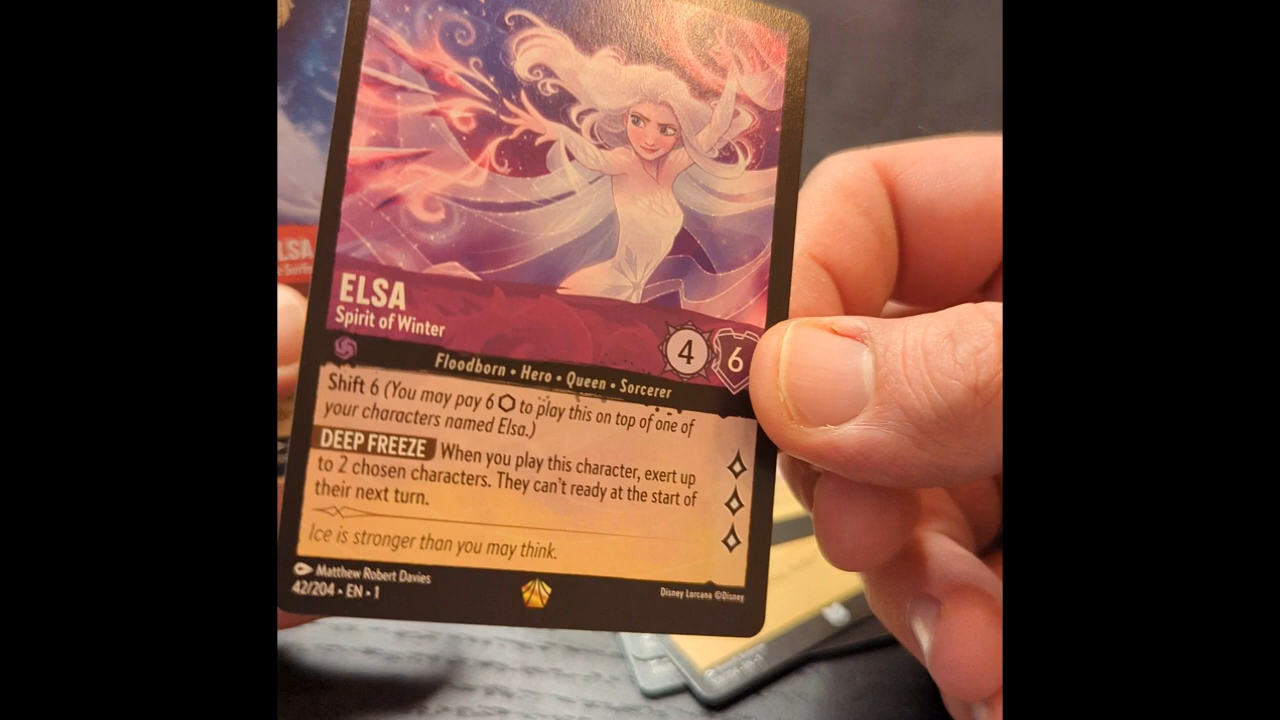 ELSA
Spirit of Winter
4 6
Floodborn • Hero • Queen • Sorcerer
Shift 6 (You may pay 6 to play this on top of one of
your characters named Elsa.)
DEEP FREEZE When you play this character, exert up
to 2 chosen characters. They can't ready at the start of
their next turn.
Ice is stronger than you may think.
Matthew Robert Davies
42/204 • EN • 1
Disney Lorcana ©Disney
LSA